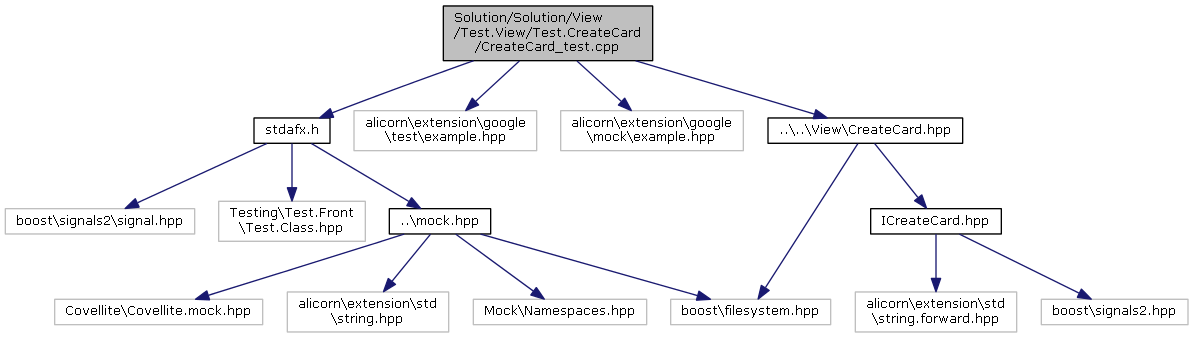 Solution/Solution/View
/Test.View/Test.CreateCard
/CreateCard_test.cpp
stdafx.h
alicorn\extension\google
\test\example.hpp
alicorn\extension\google
\mock\example.hpp
..\..\View\CreateCard.hpp
boost\signals2\signal.hpp
Testing\Test.Front
\Test.Class.hpp
..\mock.hpp
ICreateCard.hpp
Covellite\Covellite.mock.hpp
alicorn\extension\std
\string.hpp
Mock\Namespaces.hpp
boost\filesystem.hpp
alicorn\extension\std
\string.forward.hpp
boost\signals2.hpp